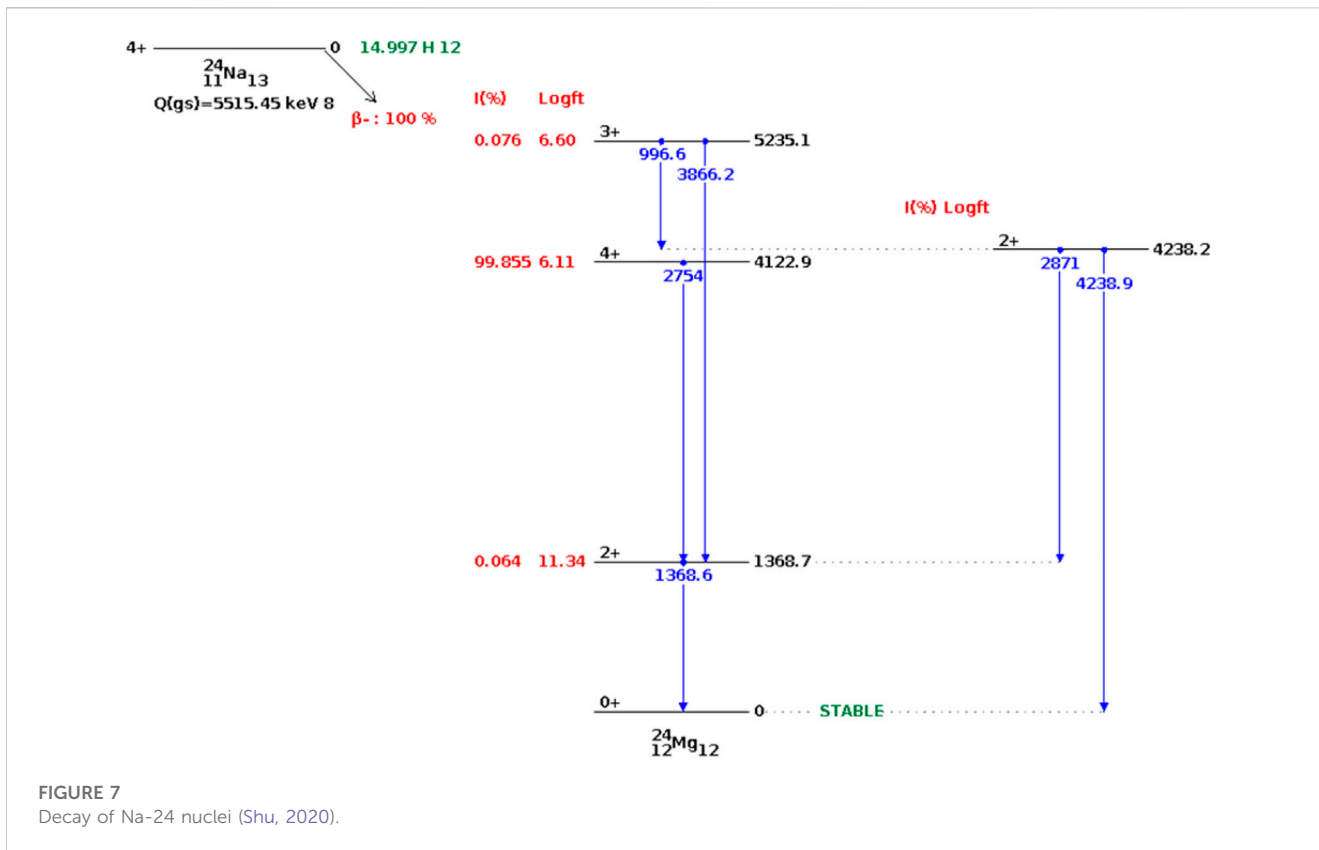 4+ 0 14.997 H 12
24
11Na13
Q(gs)=5515.45 keV 8
β- : 100 %
I(%) Logft
0.076 6.60 3+ 5235.1
996.6
3866.2
I(%) Logft
2+ 4238.2
99.855 6.11 4+ 4122.9
2754
2871
4238.9
0.064 11.34 2+ 1368.7
1368.6
0+ 0 STABLE
24
12Mg12
FIGURE 7
Decay of Na-24 nuclei (Shu, 2020).